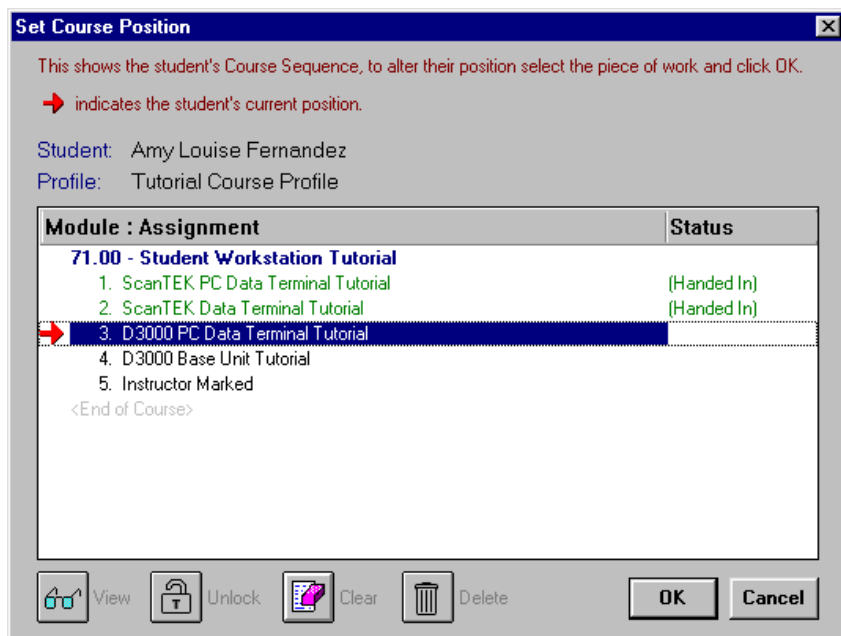 Set Course Position
This shows the student's Course Sequence, to alter their position select the piece of work and click OK.
indicates the student's current position.
Student: Amy Louise Fernandez
Profile: Tutorial Course Profile
Module : Assignment Status
71.00 - Student Workstation Tutorial
1. ScanTEK PC Data Terminal Tutorial (Handed In)
2. ScanTEK Data Terminal Tutorial (Handed In)
3. D3000 PC Data Terminal Tutorial
4. D3000 Base Unit Tutorial
5. Instructor Marked
<End of Course>
View Unlock Clear Delete OK Cancel